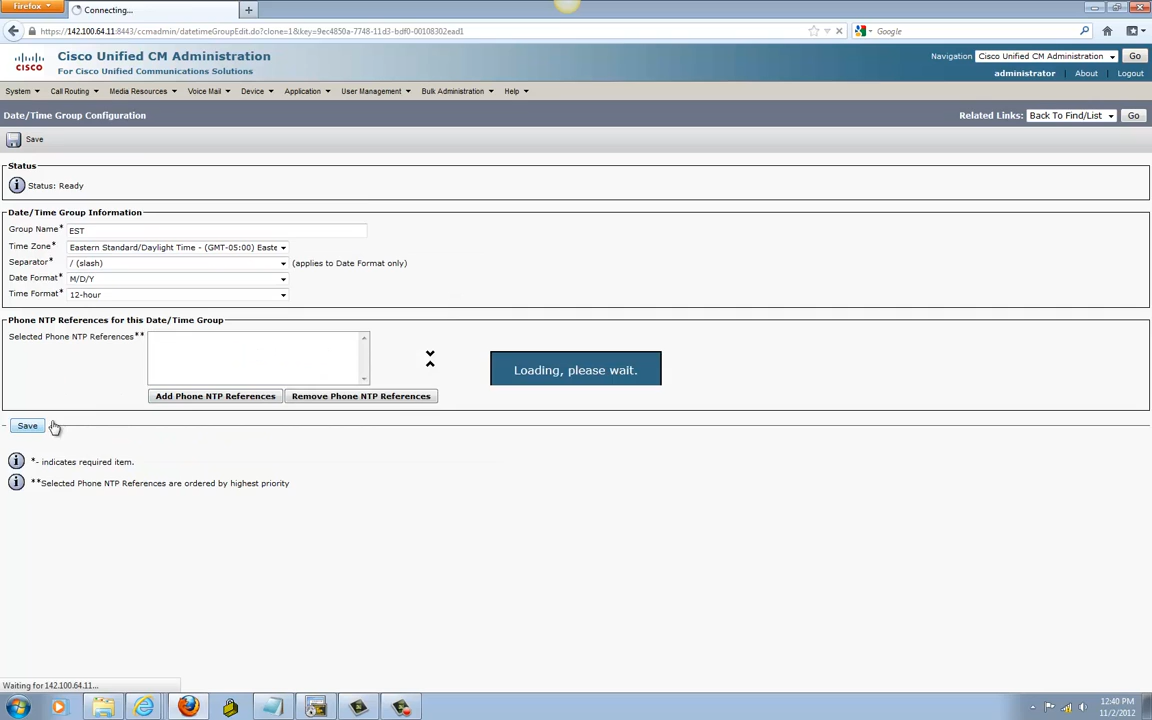 Firefox
Connecting...
https://142.100.64.11:8443/ccmadmin/datetimeGroupEdit.do?clone=1&key=9ec4850a-7748-11d3-bdf0-00108302ead1
Google
cisco
Cisco Unified CM Administration
For Cisco Unified Communications Solutions
Navigation Cisco Unified CM Administration Go
administrator About Logout
System Call Routing Media Resources Voice Mail Device Application User Management Bulk Administration Help
Date/Time Group Configuration
Related Links: Back To Find/List Go
Save
Status
Status: Ready
Date/Time Group Information
Group Name* EST
Time Zone* Eastern Standard/Daylight Time - (GMT-05:00) Easte
Separator* / (slash) (applies to Date Format only)
Date Format* M/D/Y
Time Format* 12-hour
Phone NTP References for this Date/Time Group
Selected Phone NTP References**
Loading, please wait.
Add Phone NTP References Remove Phone NTP References
Save
*- indicates required item.
**Selected Phone NTP References are ordered by highest priority
Waiting for 142.100.64.11...
12:40 PM
11/2/2012